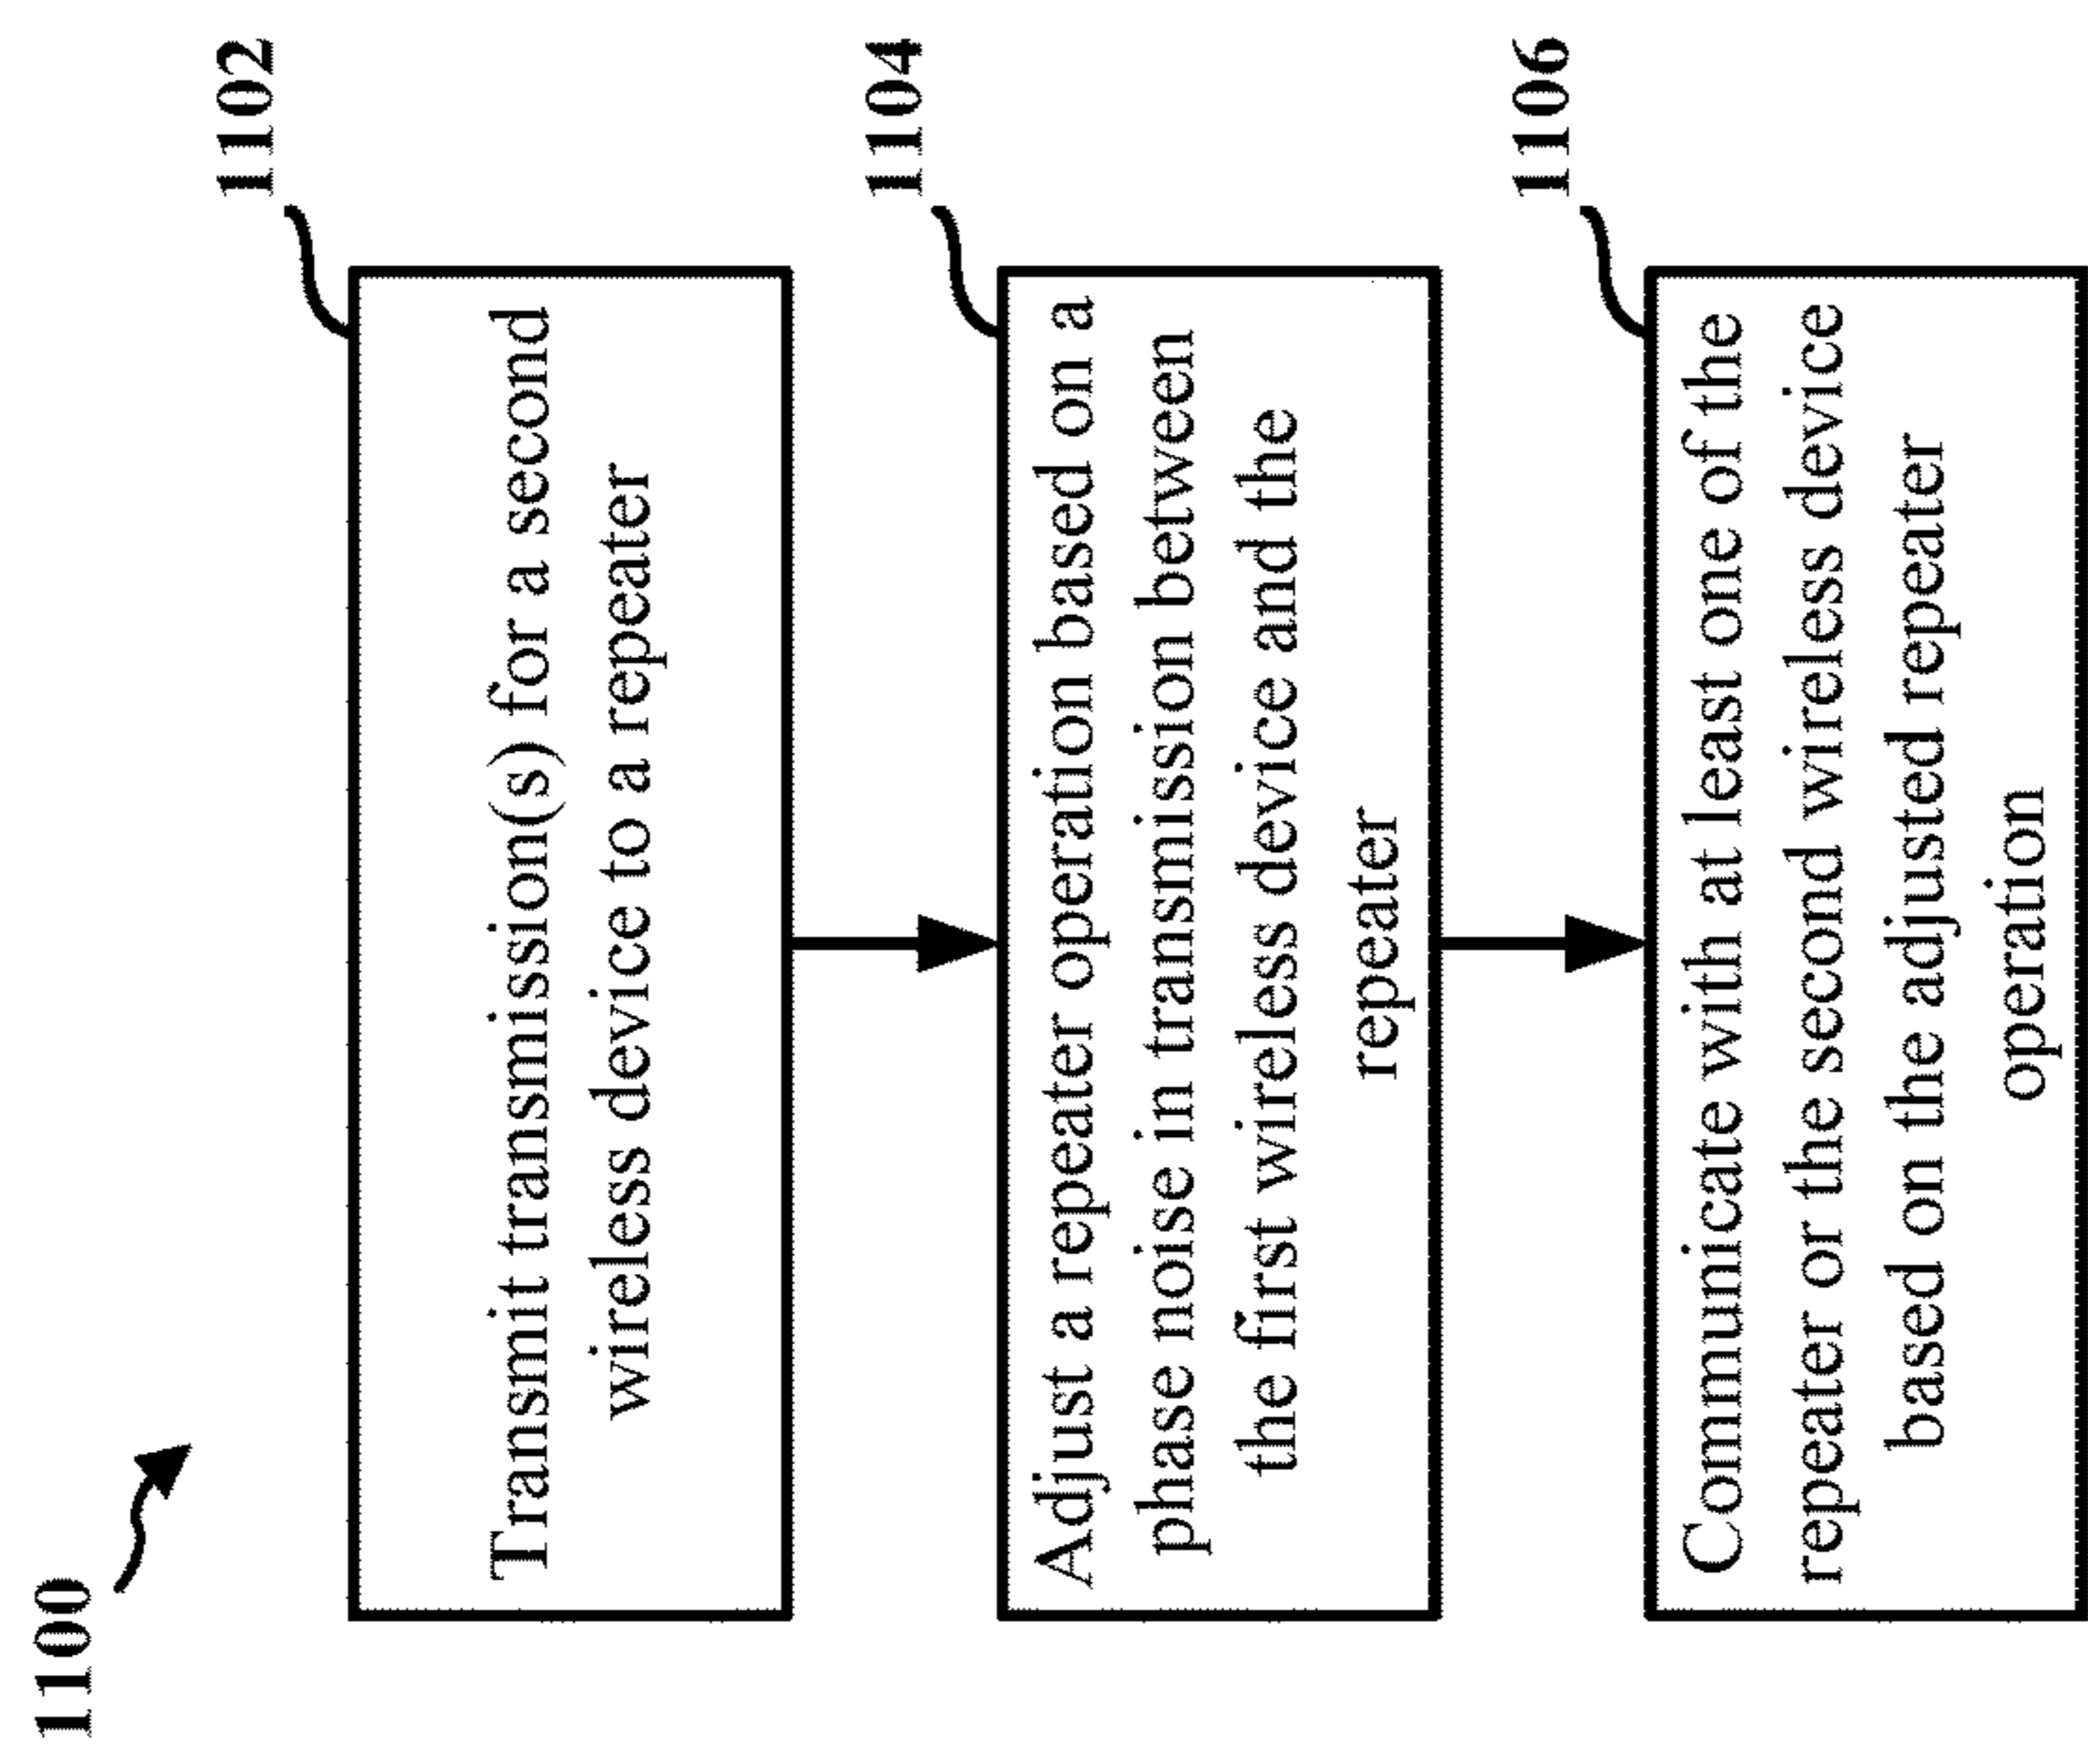 1100
1102
Transmit transmission(s) for a second
wireless device to a repeater
1104
Adjust a repeater operation based on a
phase noise in transmission between
the first wireless device and the
repeater
1106
Communicate with at least one of the
repeater or the second wireless device
based on the adjusted repeater
operation